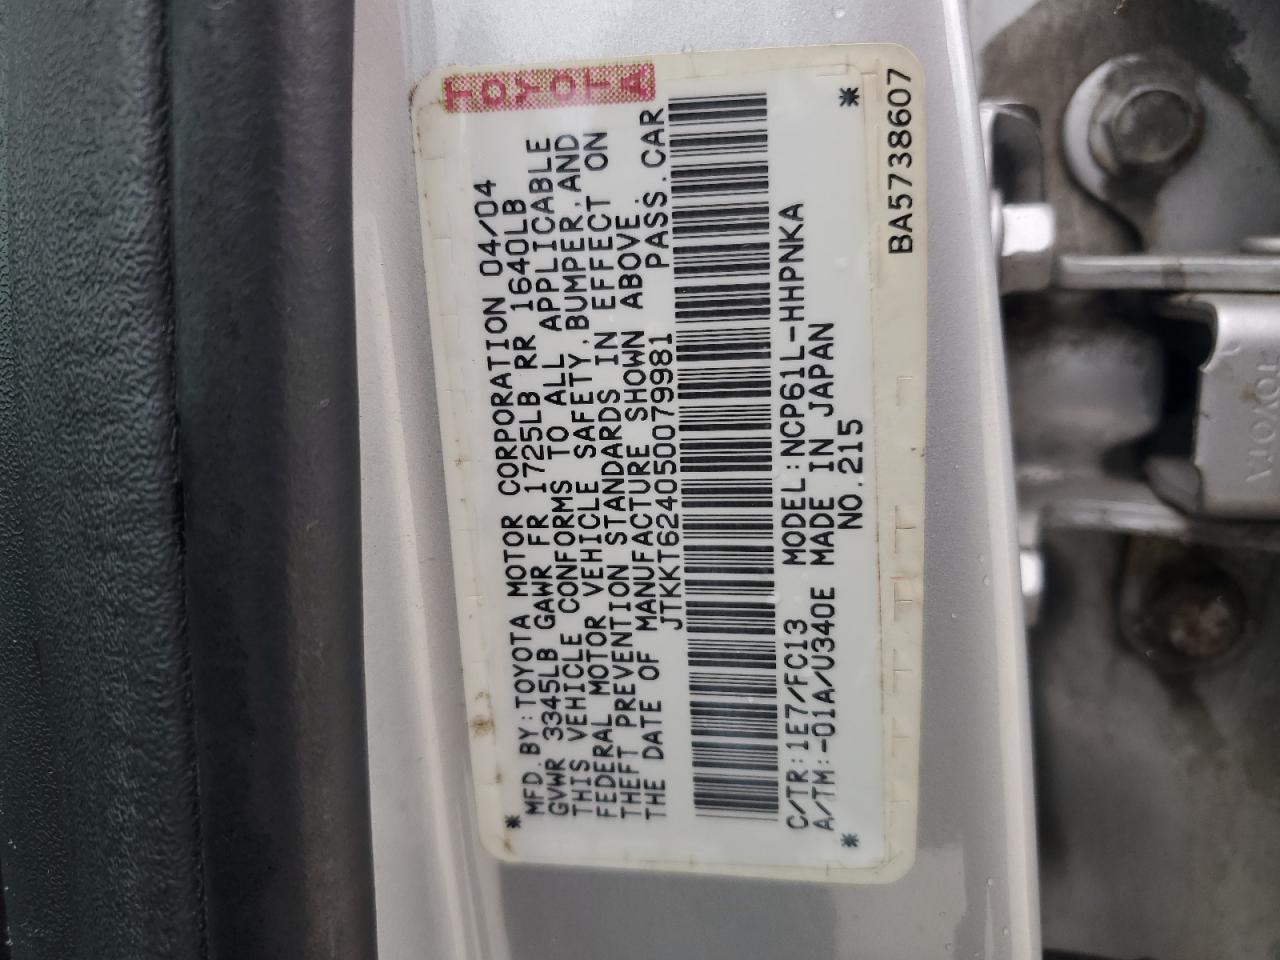 TOYOTA
* MFD.BY:TOYOTA MOTOR CORPORATION 04/04
GVWR 3345LB GAWR FR 1725LB RR 1640LB
THIS VEHICLE CONFORMS TO ALL APPLICABLE
FEDERAL MOTOR VEHICLE SAFETY,BUMPER,AND
THEFT PREVENTION STANDARDS IN EFFECT ON
THE DATE OF MANUFACTURE SHOWN ABOVE.
JTKKT624050079981 PASS.CAR
C/TR:1E7/FC13 MODEL:NCP61L-HHPNKA
A/TM:-01A/U340E MADE IN JAPAN
* NO.215 *
BA5738607
TOYOTA